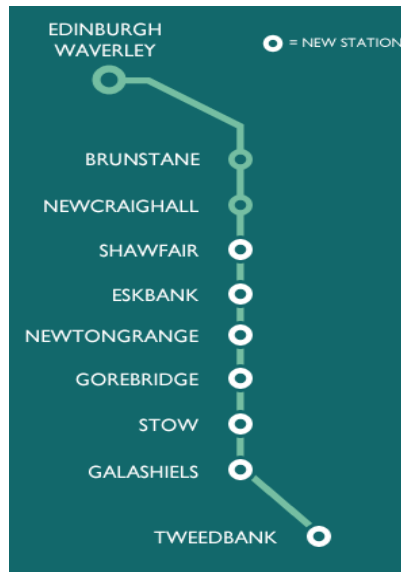 EDINBURGH
WAVERLEY
= NEW STATION
BRUNSTANE
NEWCRAIGHALL
SHAWFAIR
ESKBANK
NEWTONGRANGE
GOREBRIDGE
STOW
GALASHIELS
TWEEDBANK